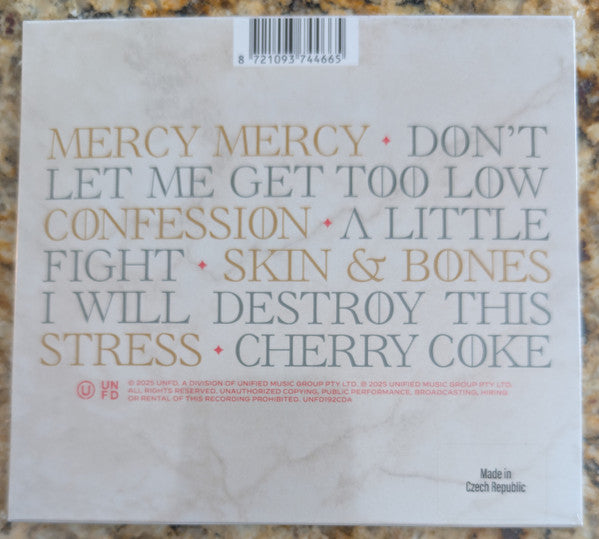 8 721093 744665
MERCY MERCY • DON'T
LET ME GET TOO LOW
CONFESSION • A LITTLE
FIGHT • SKIN & BONES
I WILL DESTROY THIS
STRESS • CHERRY COKE
U UN FD © 2025 UNFD. A DIVISION OF UNIFIED MUSIC GROUP PTY LTD. ℗ 2025 UNIFIED MUSIC GROUP PTY LTD.
ALL RIGHTS RESERVED. UNAUTHORIZED COPYING, PUBLIC PERFORMANCE, BROADCASTING, HIRING
OR RENTAL OF THIS RECORDING PROHIBITED. UNFD192CDA
Made in
Czech Republic